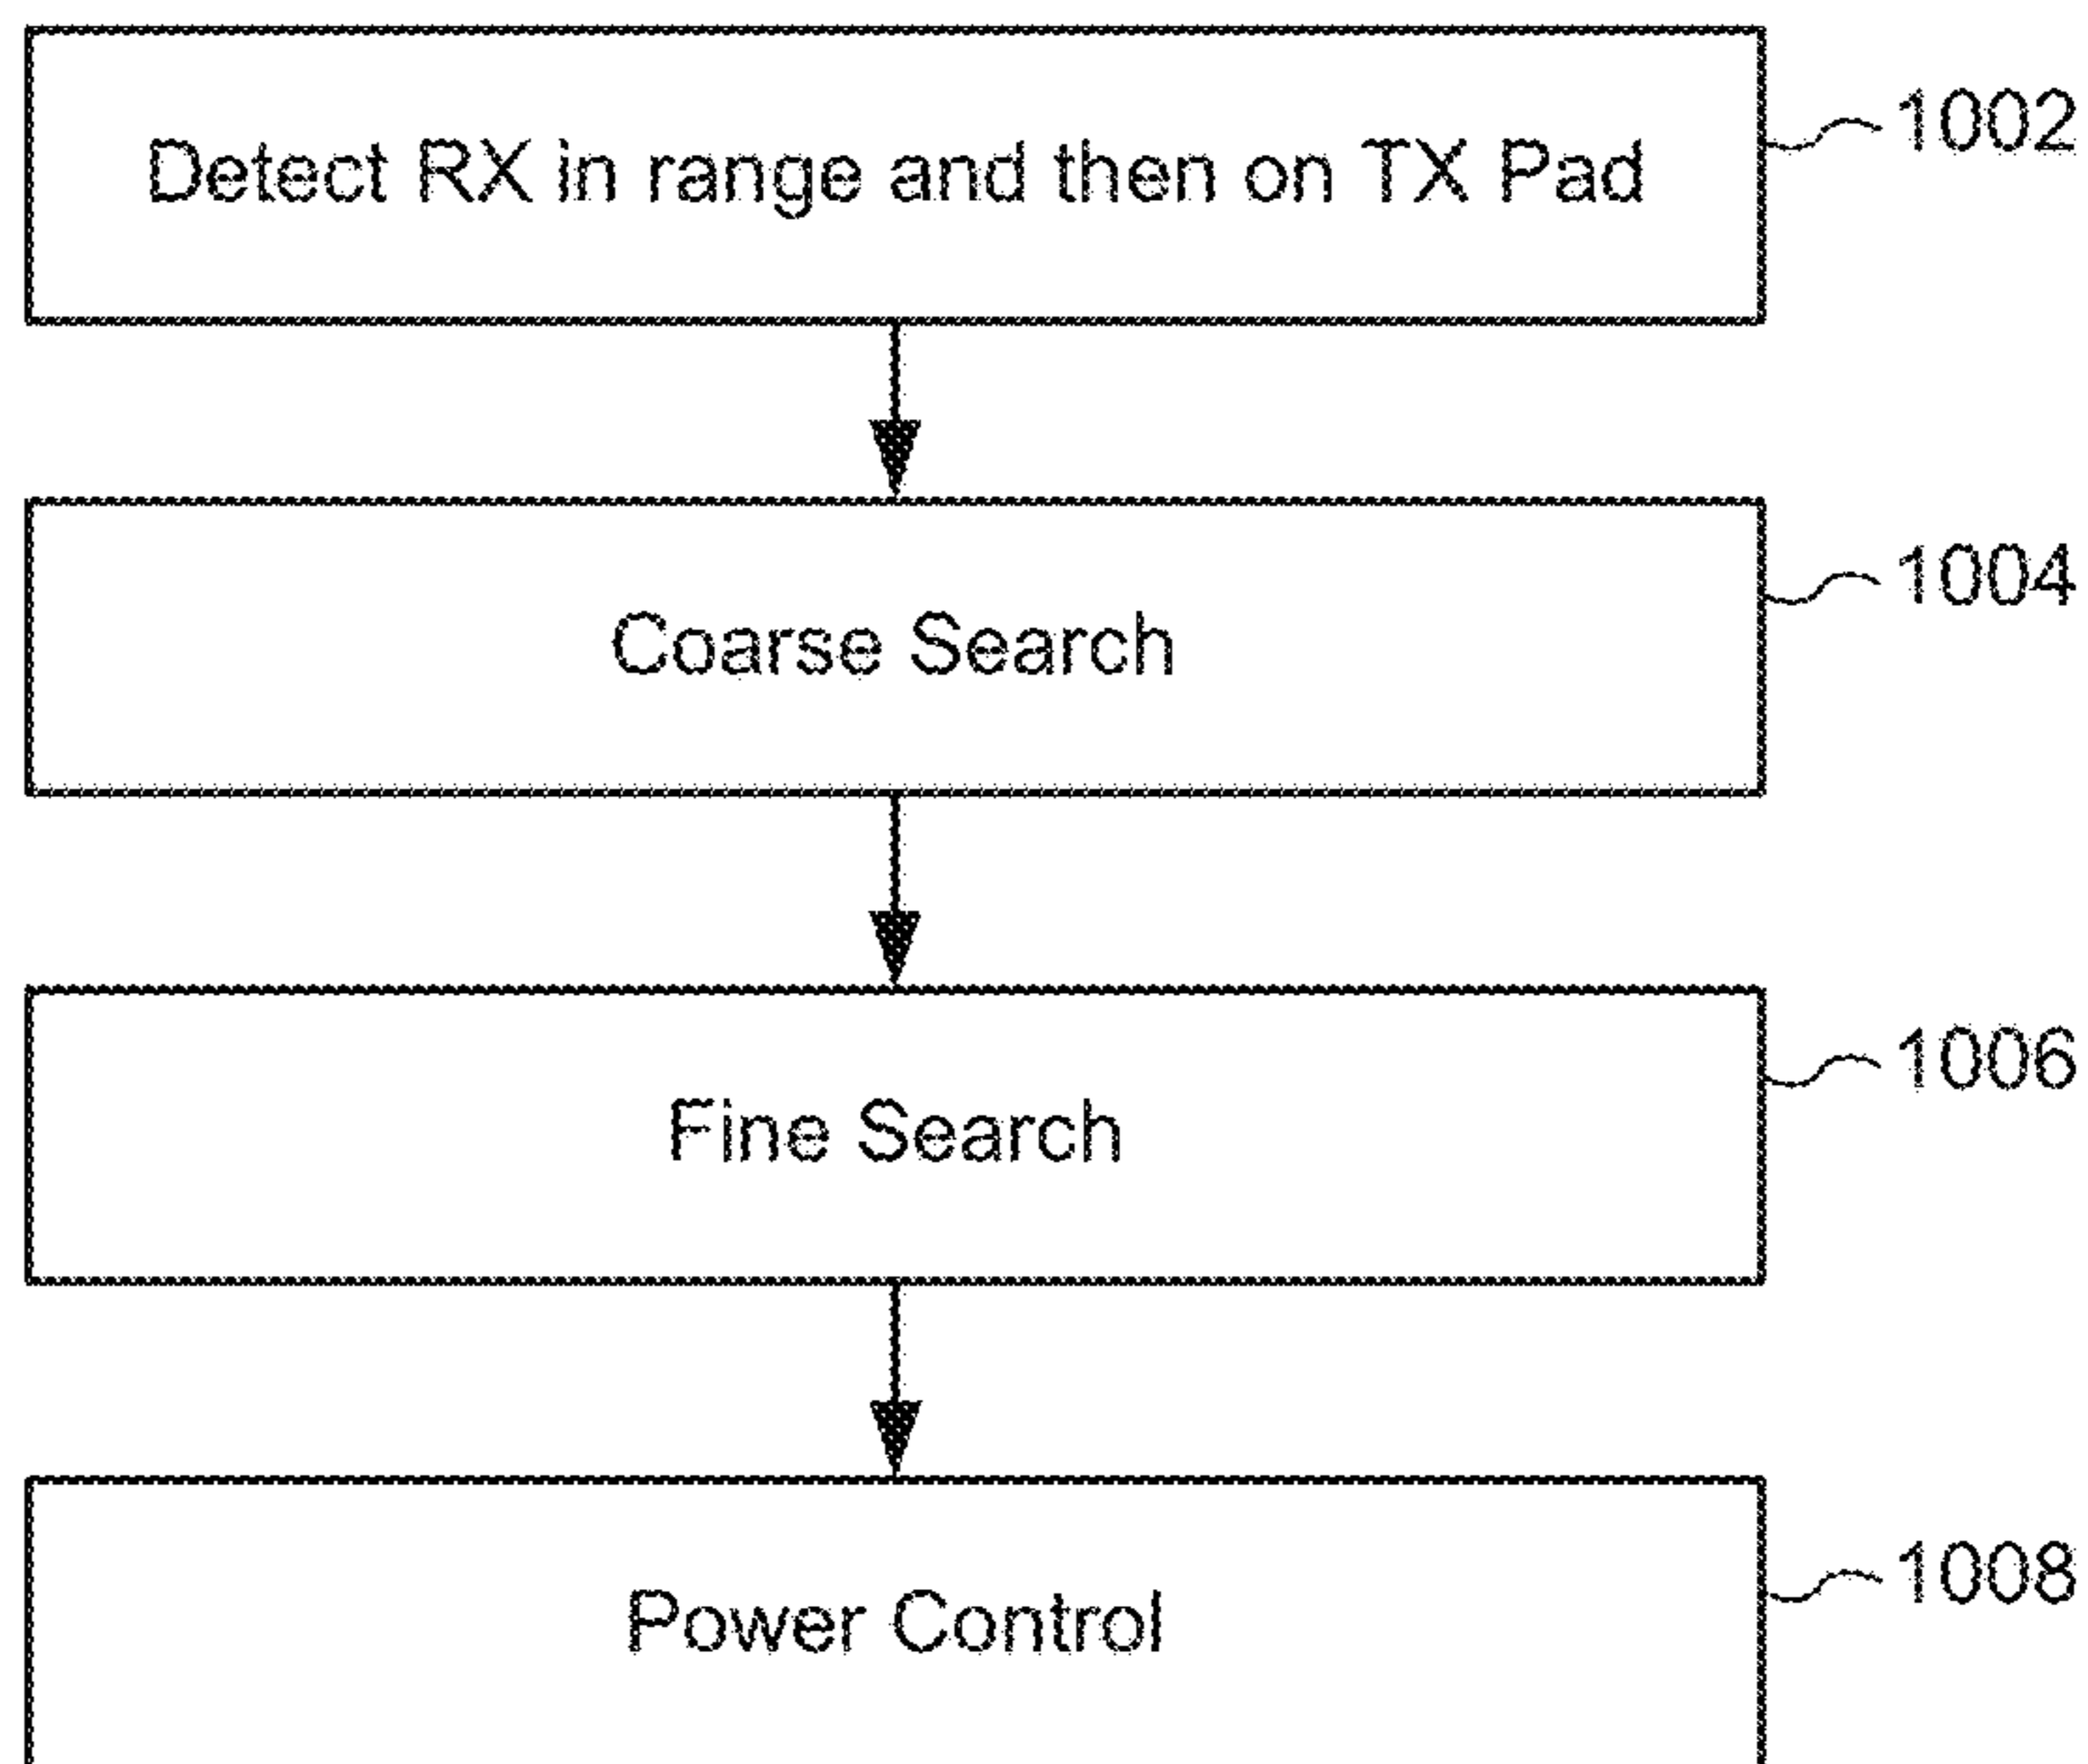 Detect RX in range and then on TX Pad
1002
Coarse Search
1004
Fine Search
1006
Power Control
1008